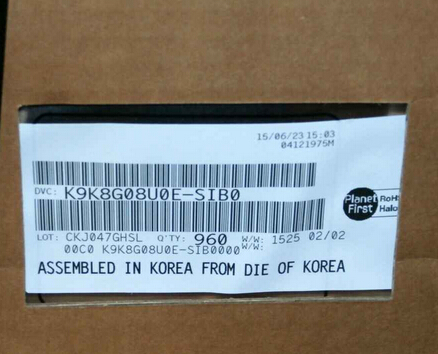 15/06/23 15:03
04121975M
DVC: K9K8G08U0E-SIB0
Planet First
RoHS
Halo
LOT: CKJ047GHSL Q'TY: 960 W/W: 1525 02/02
00C0 K9K8G08U0E-SIB0000 W/W:
ASSEMBLED IN KOREA FROM DIE OF KOREA